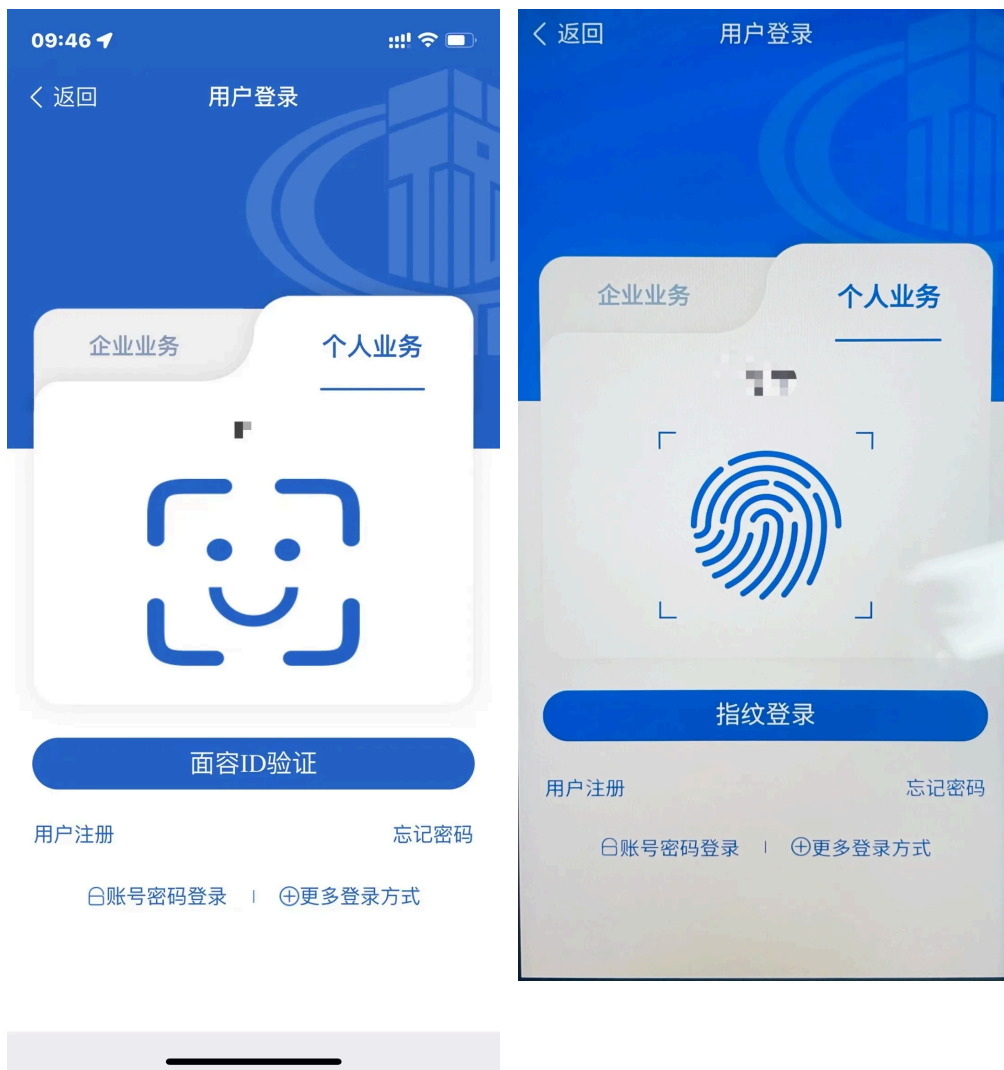 09:46
返回
用户登录
企业业务
个人业务
面容ID验证
用户注册
忘记密码
账号密码登录
更多登录方式
返回
用户登录
企业业务
个人业务
指纹登录
用户注册
忘记密码
账号密码登录
更多登录方式